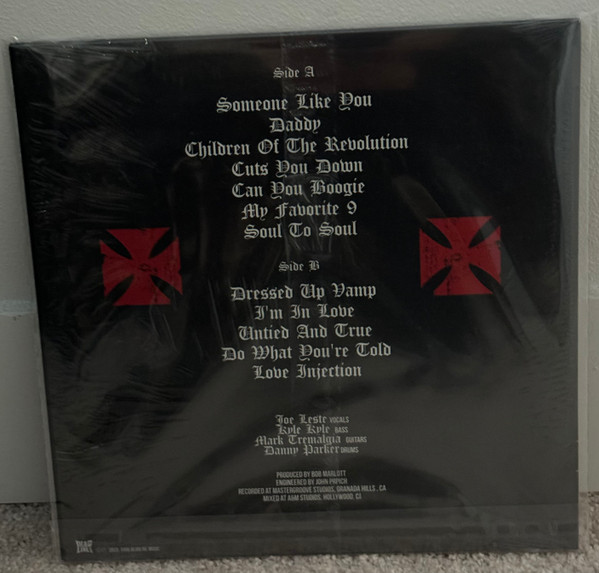 Side A
Someone Like You
Daddy
Children Of The Revolution
Cuts You Down
Can You Boogie
My Favorite 9
Soul To Soul
Side B
Dressed Up Vamp
I'm In Love
Untied And True
Do What You're Told
Love Injection
Joe Leste VOCALS
Kyle Kyle BASS
Mark Tremalgia GUITARS
Danny Parker DRUMS
PRODUCED BY BOB MARLOTT
ENGINEERED BY JOHN PRPICH
RECORDED AT MASTERGROOVE STUDIOS, GRANADA HILLS , CA
MIXED AT A&M STUDIOS, HOLLYWOOD, CI